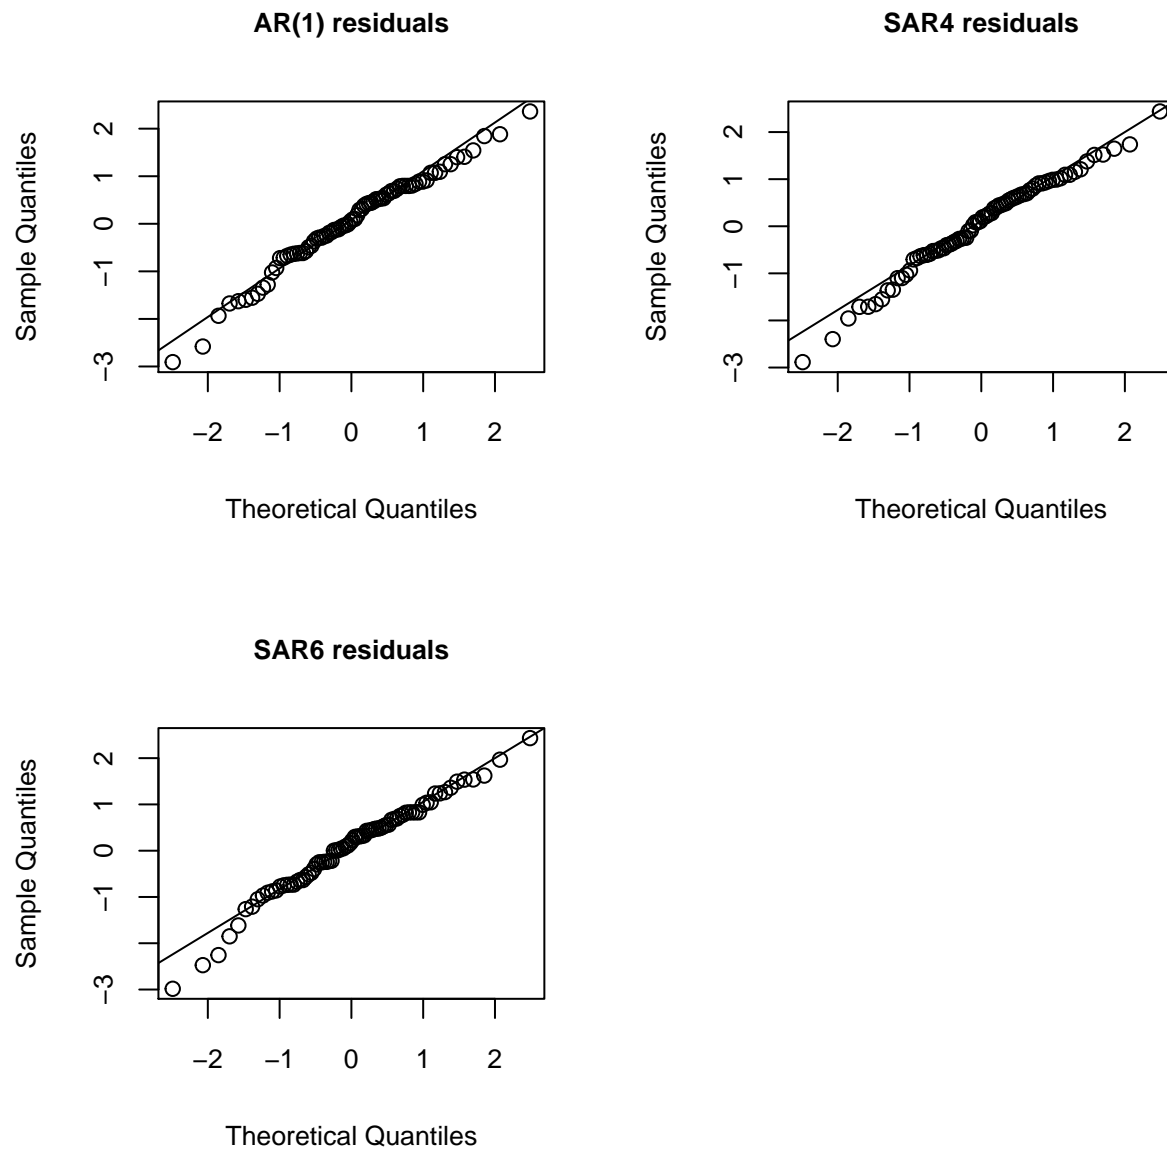 AR(1) residuals
Sample Quantiles
2
1
0
−1
−3
−2 −1 0 1 2
Theoretical Quantiles
SAR4 residuals
Sample Quantiles
2
1
0
−1
−3
−2 −1 0 1 2
Theoretical Quantiles
SAR6 residuals
Sample Quantiles
2
1
0
−1
−3
−2 −1 0 1 2
Theoretical Quantiles